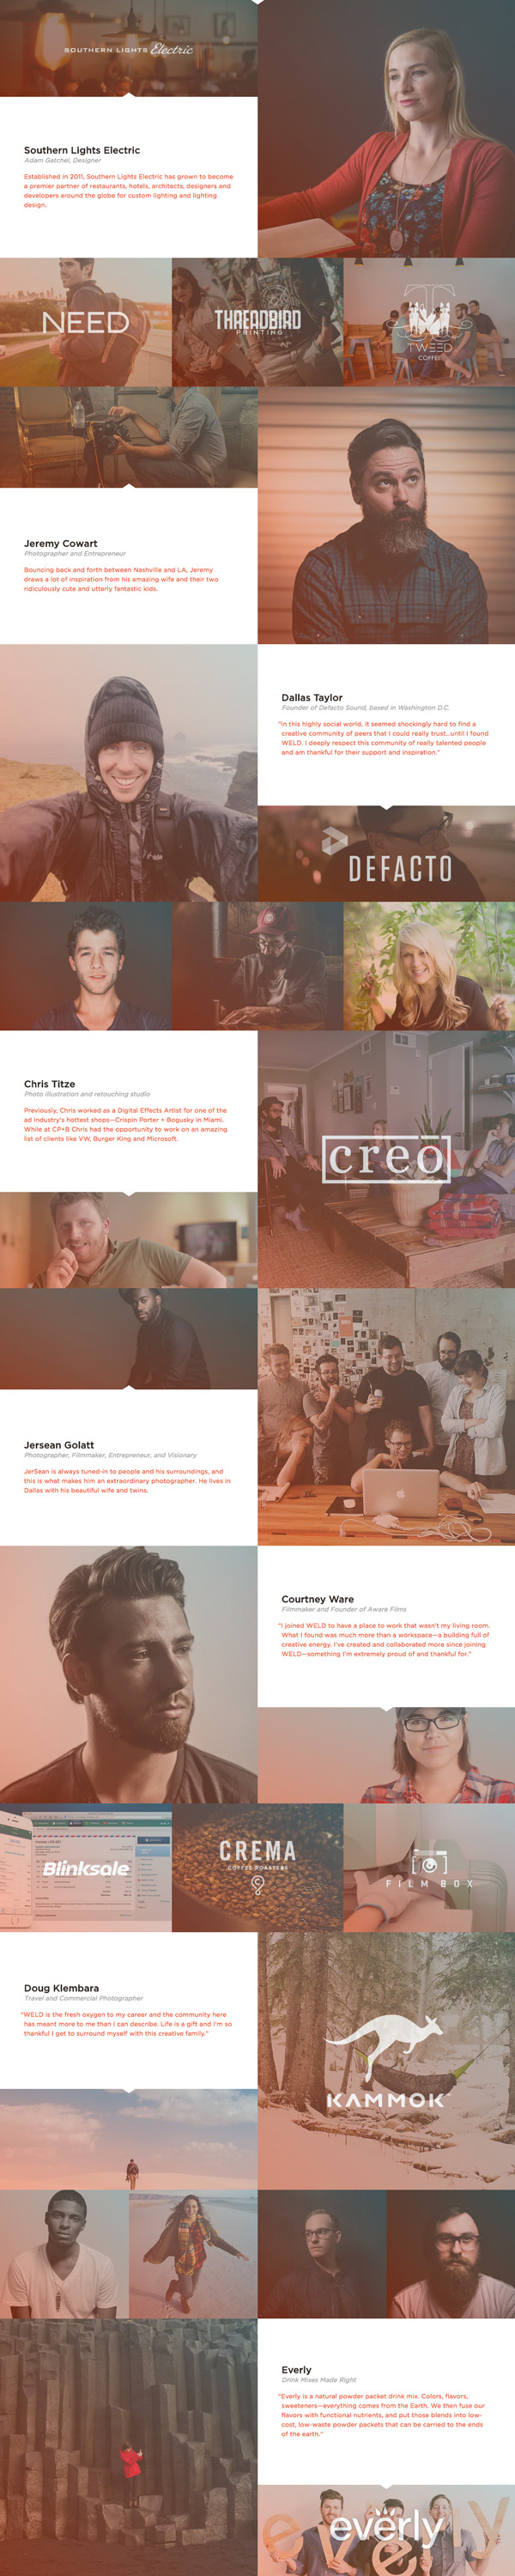 SOUTHERN LIGHTS Electric
Southern Lights Electric
Adam Gatchel, Designer
Established in 2011, Southern Lights Electric has grown to become
a premier partner of restaurants, hotels, architects, designers and
developers around the globe for custom lighting and lighting
design.
NEED
THREADBIRD
PRINTING
TWEED
COFFEE
Jeremy Cowart
Photographer and Entrepreneur
Bouncing back and forth between Nashville and LA, Jeremy
draws a lot of inspiration from his amazing wife and their two
ridiculously cute and utterly fantastic kids.
Dallas Taylor
Founder of Defacto Sound, based in Washington D.C.
"In this highly social world, it seemed shockingly hard to find a
creative community of peers that I could really trust...until I found
WELD. I deeply respect this community of really talented people
and am thankful for their support and inspiration."
DEFACTO
Chris Titze
Photo illustration and retouching studio
Previously, Chris worked as a Digital Effects Artist for one of the
ad industry's hottest shops—Crispin Porter + Bogusky in Miami.
While at CP+B Chris had the opportunity to work on an amazing
list of clients like VW, Burger King and Microsoft.
creo
Jersean Golatt
Photographer, Filmmaker, Entrepreneur, and Visionary
JerSean is always tuned-in to people and his surroundings, and
this is what makes him an extraordinary photographer. He lives in
Dallas with his beautiful wife and twins.
Courtney Ware
Filmmaker and Founder of Aware Films
"I joined WELD to have a place to work that wasn't my living room.
What I found was much more than a workspace—a building full of
creative energy. I've created and collaborated more since joining
WELD—something I'm extremely proud of and thankful for."
Blinksale
CREMA
COFFEE ROASTERS
FILM BOX
Doug Klembara
Travel and Commercial Photographer
"WELD is the fresh oxygen to my career and the community here
has meant more to me than I can describe. Life is a gift and I'm so
thankful I get to surround myself with this creative family."
KAMMOK
Everly
Drink Mixes Made Right
"Everly is a natural powder packet drink mix. Colors, flavors,
sweeteners—everything comes from the Earth. We then fuse our
flavors with functional nutrients, and put those blends into low-
cost, low-waste powder packets that can be carried to the ends
of the earth."
everly